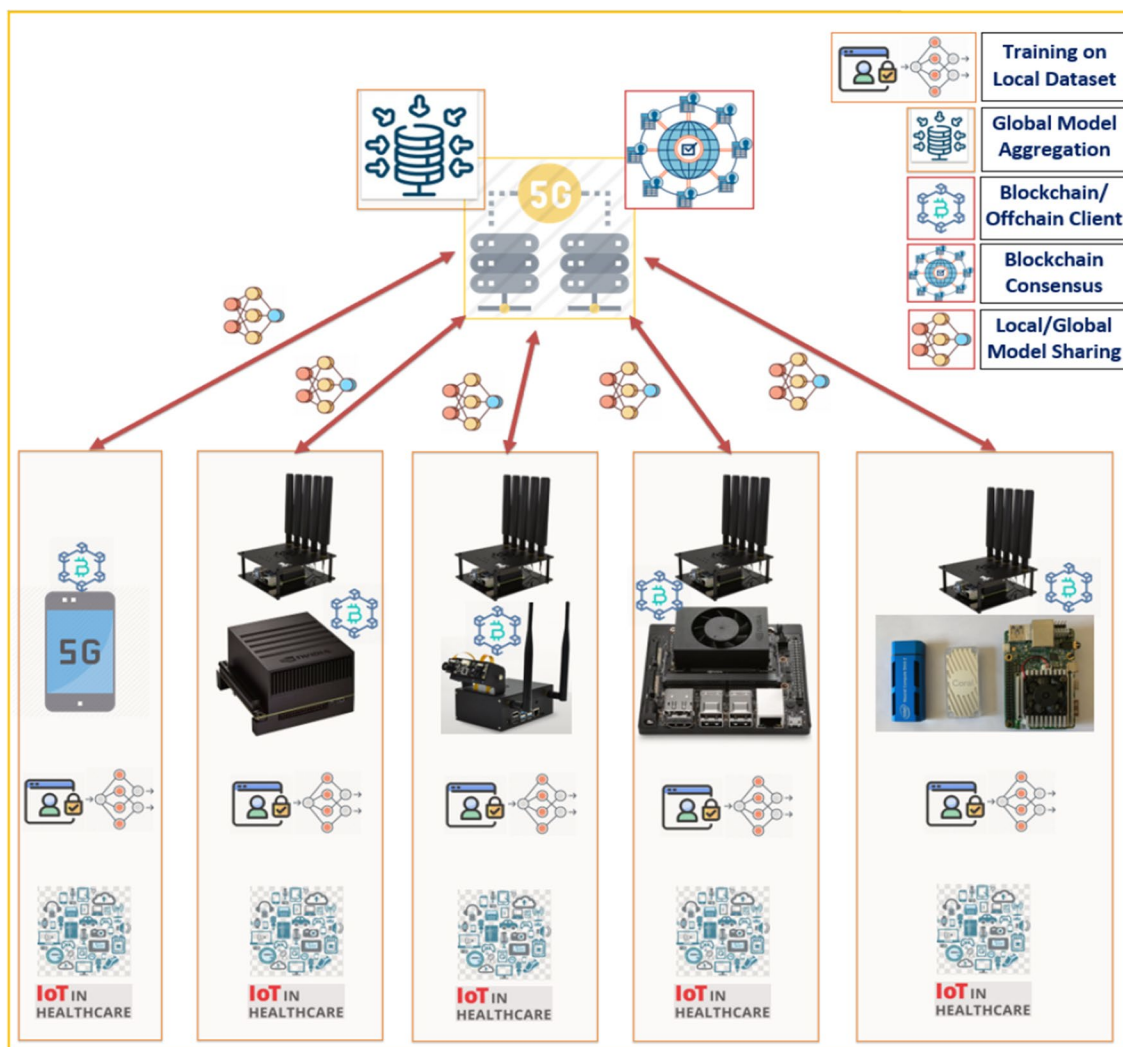 Training on
Local Dataset
Global Model
Aggregation
Blockchain/
Offchain Client
Blockchain
Consensus
Local/Global
Model Sharing
5G
5G
IoT IN
HEALTHCARE
IoT IN
HEALTHCARE
IoT IN
HEALTHCARE
IoT IN
HEALTHCARE
IoT IN
HEALTHCARE